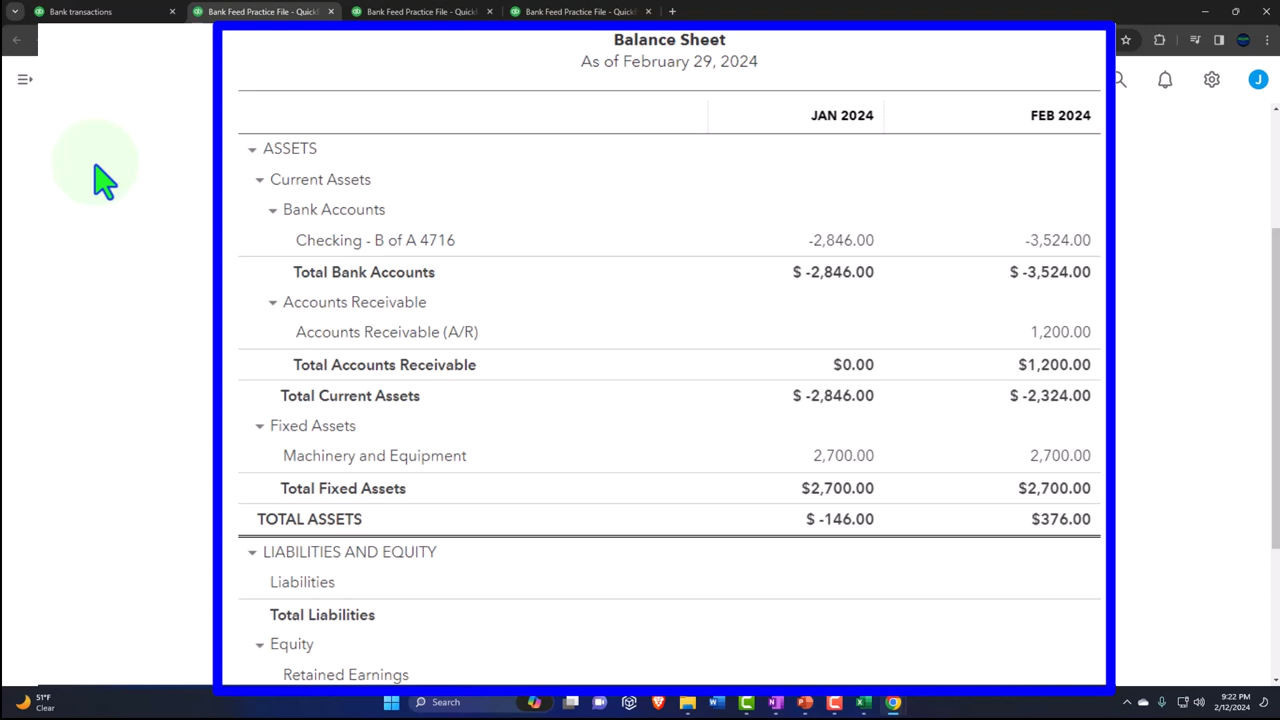 Bank transactions
Bank Feed Practice File - Quick
Bank Feed Practice File - Quick
Bank Feed Practice File - Quick
J
Balance Sheet
As of February 29, 2024
JAN 2024 FEB 2024
ASSETS
Current Assets
Bank Accounts
Checking - B of A 4716 -2,846.00 -3,524.00
Total Bank Accounts $ -2,846.00 $ -3,524.00
Accounts Receivable
Accounts Receivable (A/R) 1,200.00
Total Accounts Receivable $0.00 $1,200.00
Total Current Assets $ -2,846.00 $ -2,324.00
Fixed Assets
Machinery and Equipment 2,700.00 2,700.00
Total Fixed Assets $2,700.00 $2,700.00
TOTAL ASSETS $ -146.00 $376.00
LIABILITIES AND EQUITY
Liabilities
Total Liabilities
Equity
Retained Earnings
51°F
Clear
Search
9:22 PM
2/12/2024